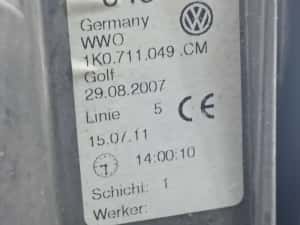 Germany
WWO
1K0.711.049 .CM
Golf
29.08.2007
Linie 5 CE
15.07.11
14:00:10
Schicht: 1
Werker: